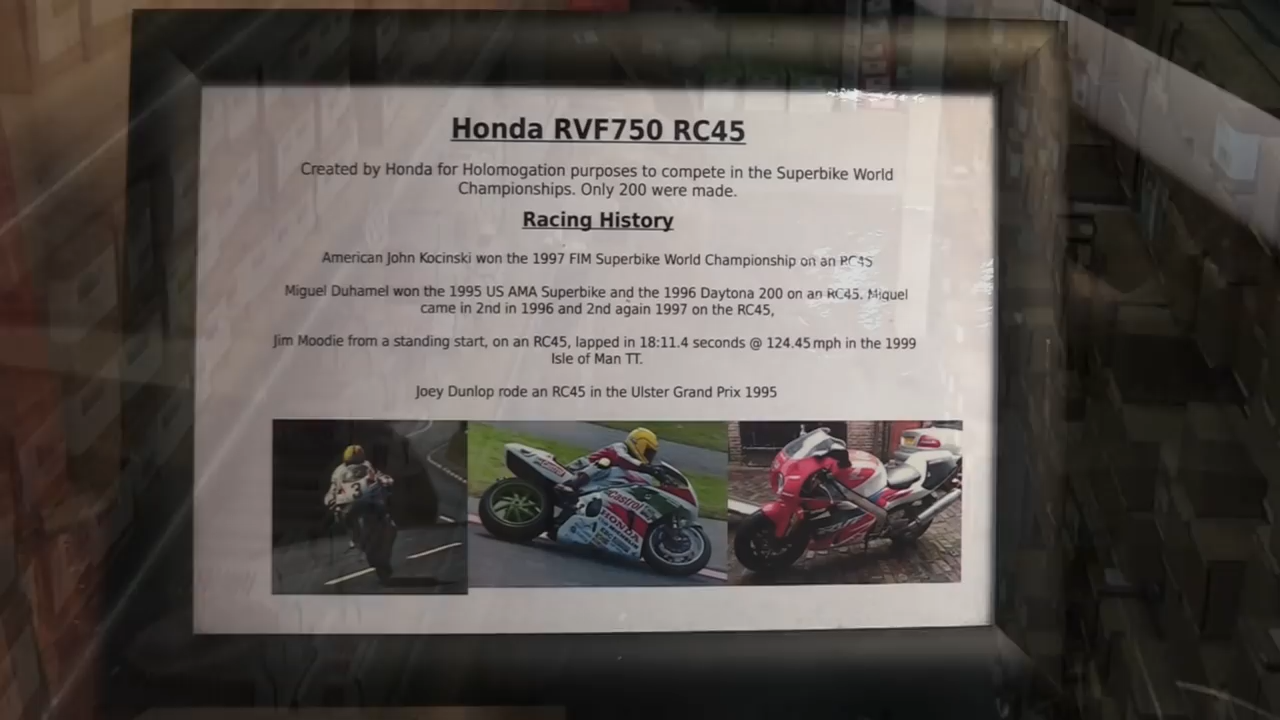 Honda RVF750 RC45
Created by Honda for Holomogation purposes to compete in the Superbike World
Championships. Only 200 were made.
Racing History
American John Kocinski won the 1997 FIM Superbike World Championship on an RC45
Miguel Duhamel won the 1995 US AMA Superbike and the 1996 Daytona 200 on an RC45. Miguel
came in 2nd in 1996 and 2nd again 1997 on the RC45,
Jim Moodie from a standing start, on an RC45, lapped in 18:11.4 seconds @ 124.45mph in the 1999
Isle of Man TT.
Joey Dunlop rode an RC45 in the Ulster Grand Prix 1995
3
Castrol
HONDA